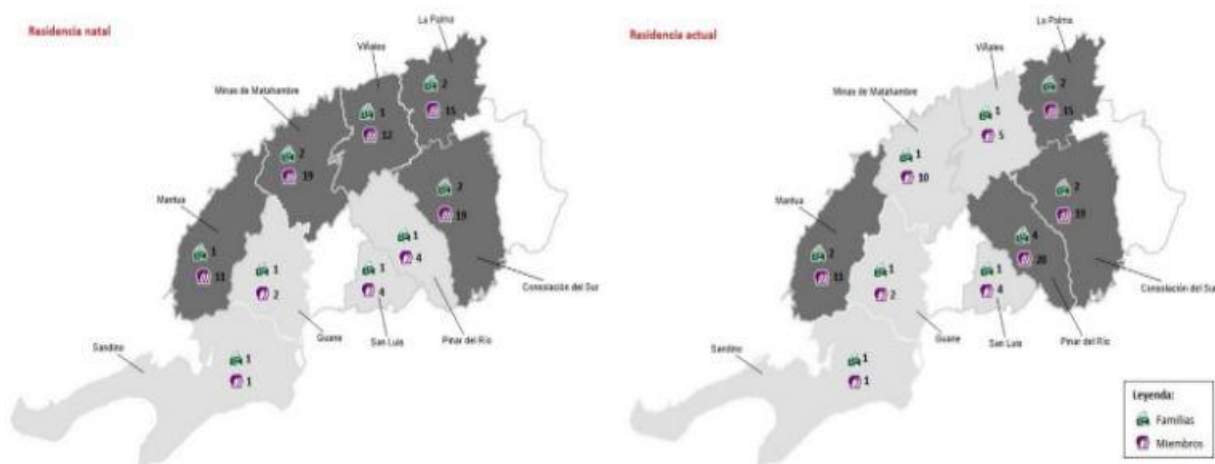 Residencia natal
La Palma
Viñales
Minas de Matahambre
2
15
1
12
2
19
2
19
Mantua
1
11
1
4
1
2
1
4
Consolación del Sur
Guane
San Luis
Pinar del Río
Sandino
1
1
Residencia actual
La Palma
Viñales
Minas de Matahambre
2
15
1
5
1
10
2
19
Mantua
2
11
4
20
1
2
1
4
Consolación del Sur
Guane
San Luis
Pinar del Río
Sandino
1
1
Leyenda:
Familias
Miembros